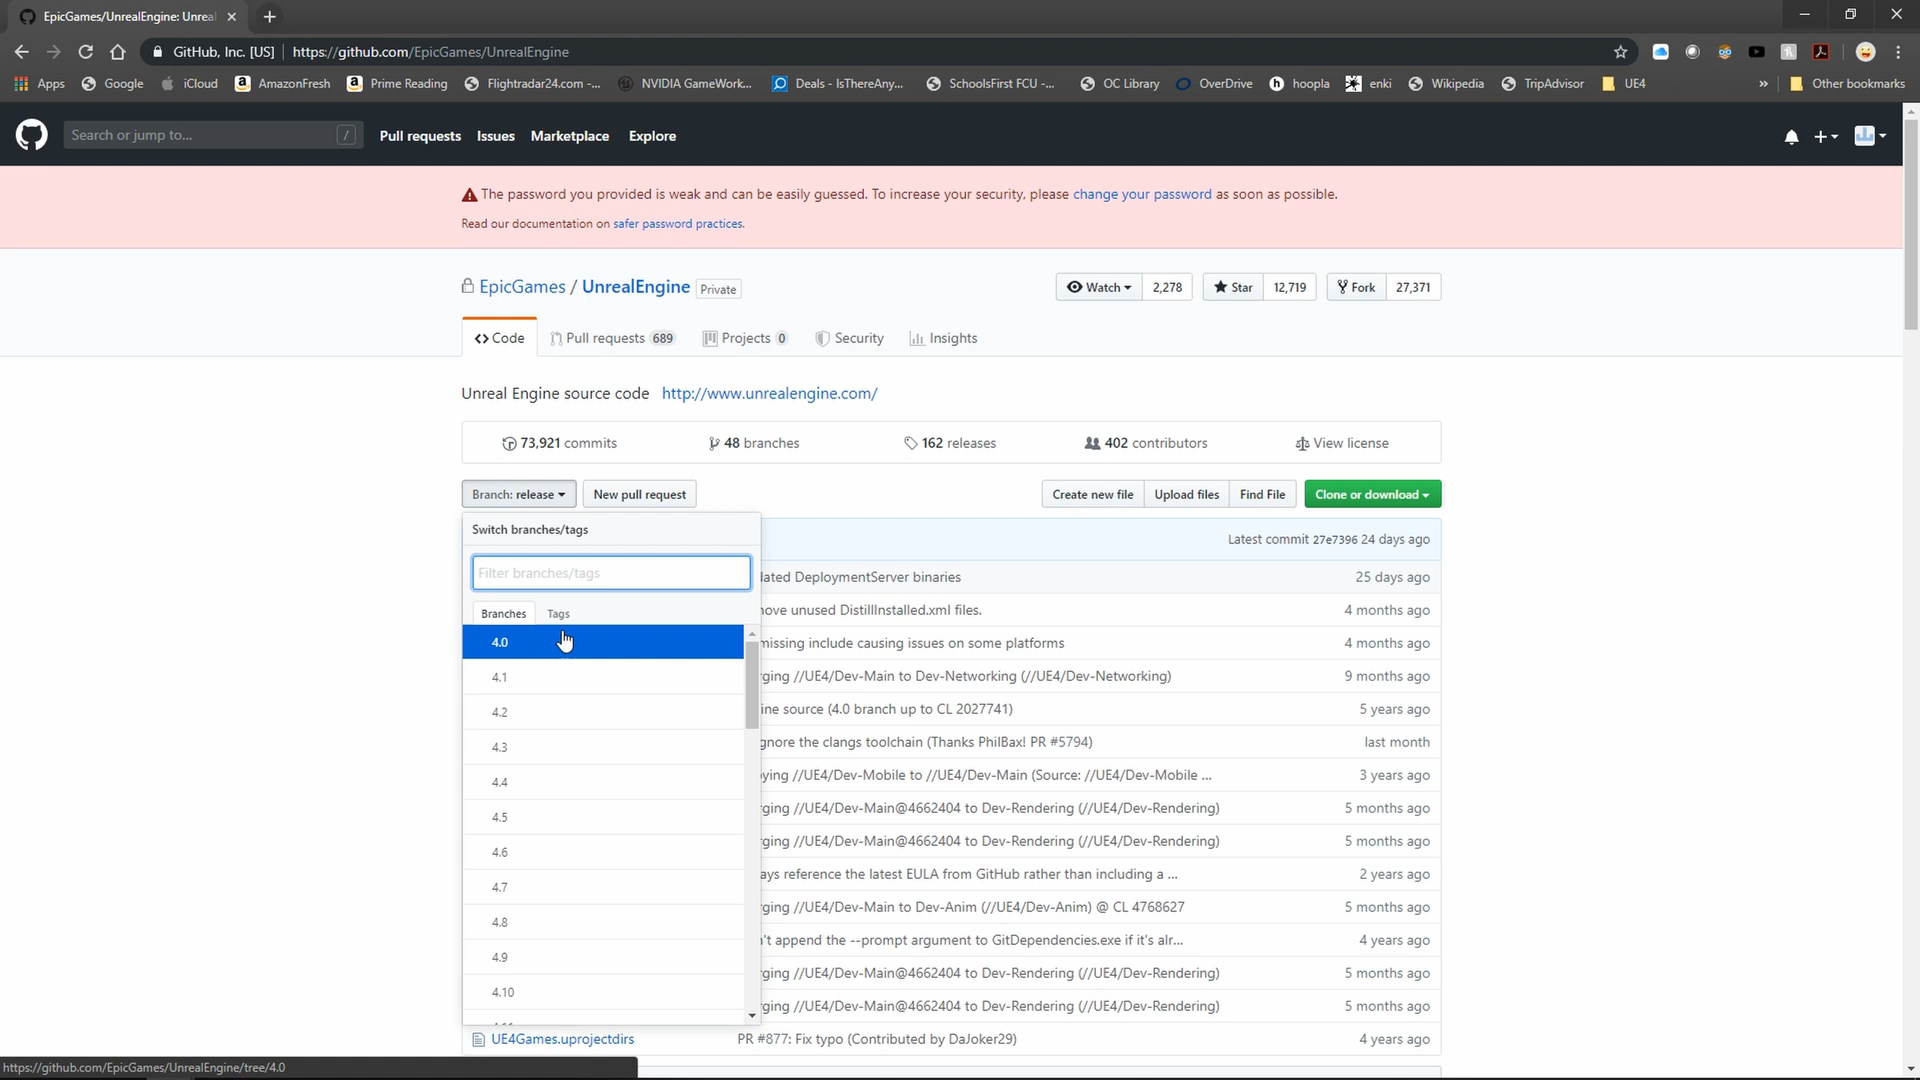 EpicGames/UnrealEngine: Unreal
GitHub, Inc. [US] https://github.com/EpicGames/UnrealEngine
Apps Google iCloud AmazonFresh Prime Reading Flightradar24.com -... NVIDIA GameWork... Deals - IsThereAny... SchoolsFirst FCU -... OC Library OverDrive hoopla enki Wikipedia TripAdvisor UE4 » Other bookmarks
Search or jump to... / Pull requests Issues Marketplace Explore
The password you provided is weak and can be easily guessed. To increase your security, please change your password as soon as possible.
Read our documentation on safer password practices.
EpicGames / UnrealEngine Private Watch 2,278 Star 12,719 Fork 27,371
Code Pull requests 689 Projects 0 Security Insights
Unreal Engine source code http://www.unrealengine.com/
73,921 commits 48 branches 162 releases 402 contributors View license
Branch: release New pull request Create new file Upload files Find File Clone or download
Switch branches/tags
Latest commit 27e7396 24 days ago
Filter branches/tags
dated DeploymentServer binaries 25 days ago
Branches Tags
move unused DistillInstalled.xml files. 4 months ago
4.0
missing include causing issues on some platforms 4 months ago
4.1
rging //UE4/Dev-Main to Dev-Networking (//UE4/Dev-Networking) 9 months ago
4.2
ine source (4.0 branch up to CL 2027741) 5 years ago
4.3
gnore the clangs toolchain (Thanks PhilBax! PR #5794) last month
4.4
ying //UE4/Dev-Mobile to //UE4/Dev-Main (Source: //UE4/Dev-Mobile ... 3 years ago
4.5
rging //UE4/Dev-Main@4662404 to Dev-Rendering (//UE4/Dev-Rendering) 5 months ago
4.6
rging //UE4/Dev-Main@4662404 to Dev-Rendering (//UE4/Dev-Rendering) 5 months ago
4.7
ays reference the latest EULA from GitHub rather than including a ... 2 years ago
4.8
rging //UE4/Dev-Main to Dev-Anim (//UE4/Dev-Anim) @ CL 4768627 5 months ago
4.9
n't append the --prompt argument to GitDependencies.exe if it's alr... 4 years ago
4.10
rging //UE4/Dev-Main@4662404 to Dev-Rendering (//UE4/Dev-Rendering) 5 months ago
rging //UE4/Dev-Main@4662404 to Dev-Rendering (//UE4/Dev-Rendering) 5 months ago
UE4Games.uprojectdirs PR #877: Fix typo (Contributed by DaJoker29) 4 years ago
https://github.com/EpicGames/UnrealEngine/tree/4.0